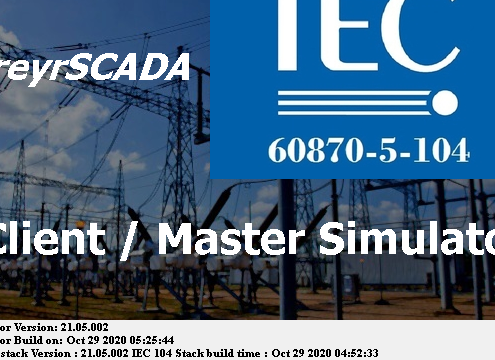 reyrSCADA
IEC
60870-5-104
Client / Master Simulato
or Version: 21.05.002
or Build on: Oct 29 2020 05:25:44
stack Version : 21.05.002 IEC 104 Stack build time : Oct 29 2020 04:52:33